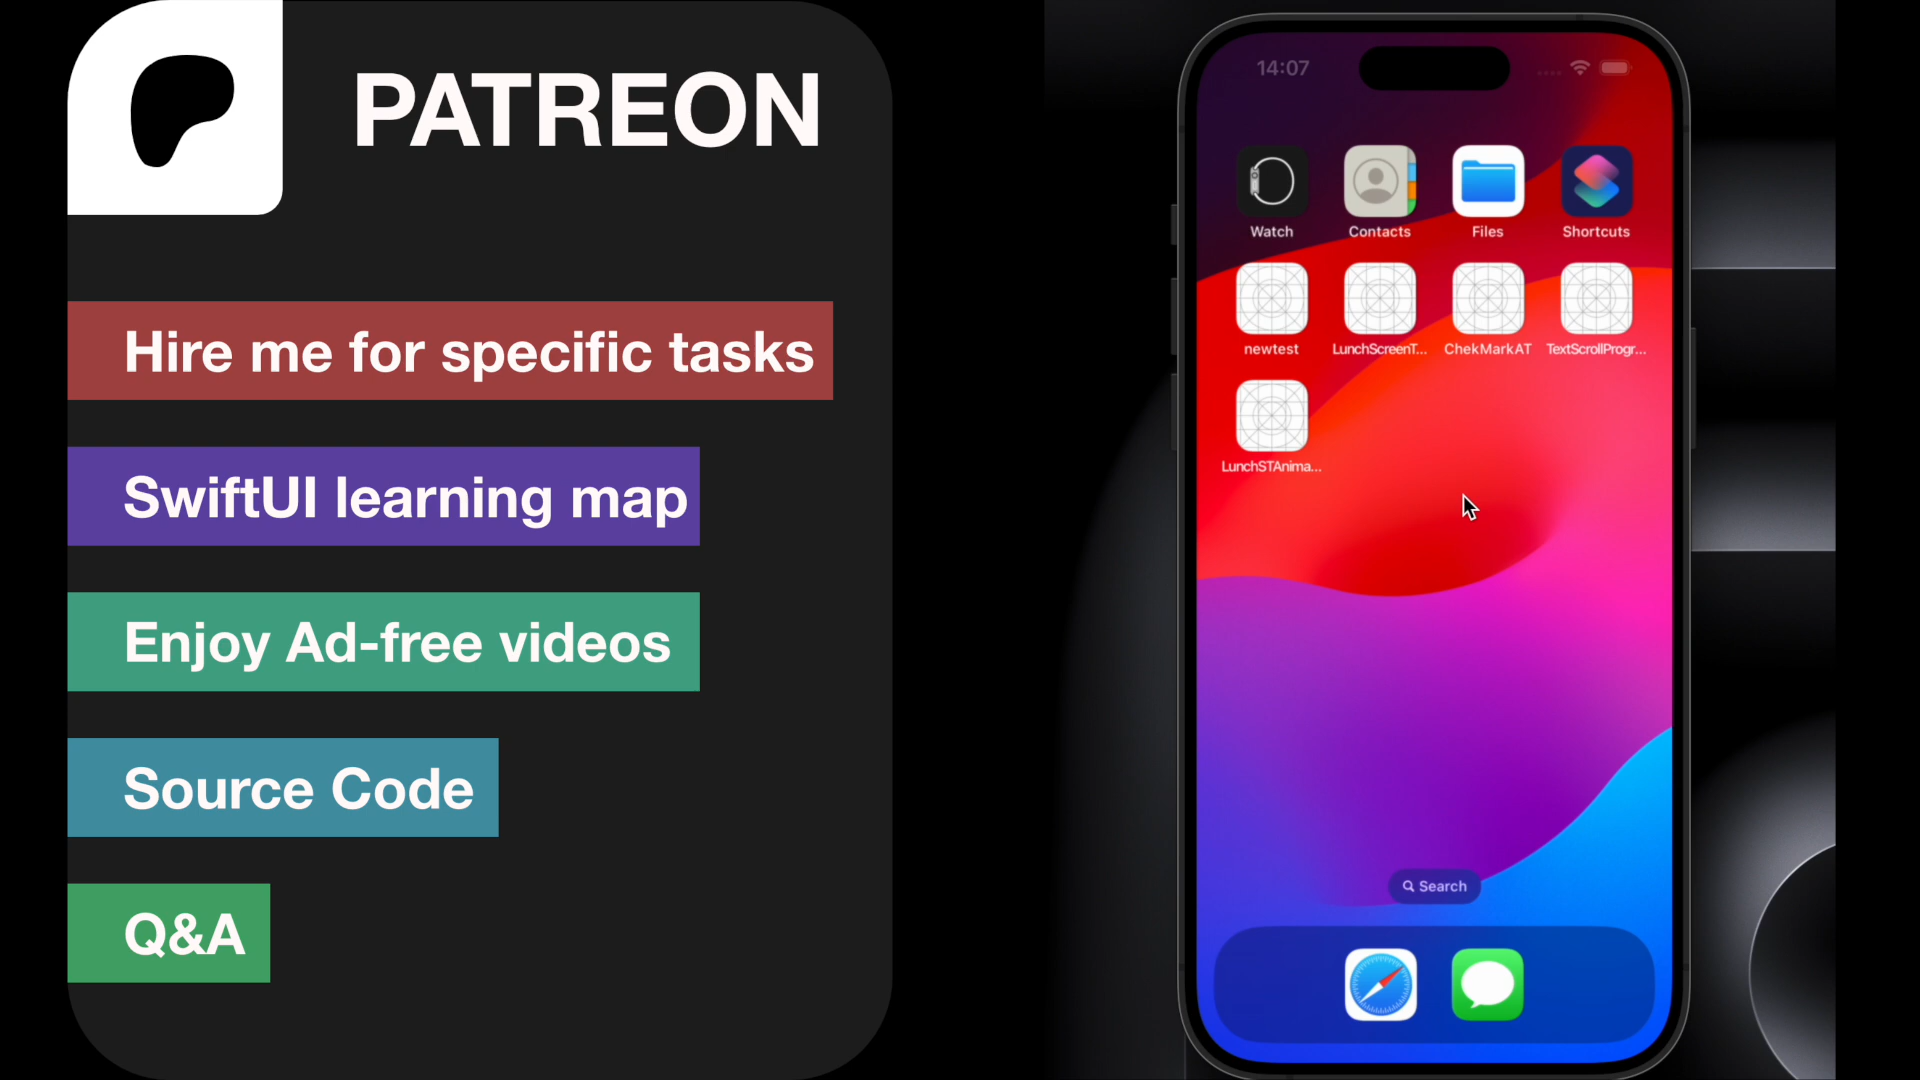 PATREON
Hire me for specific tasks
SwiftUI learning map
Enjoy Ad-free videos
Source Code
Q&A
14:07
Watch Contacts Files Shortcuts
newtest LunchScreenT... ChekMarkAT TextScrollProgr...
LunchSTAnima...
Search